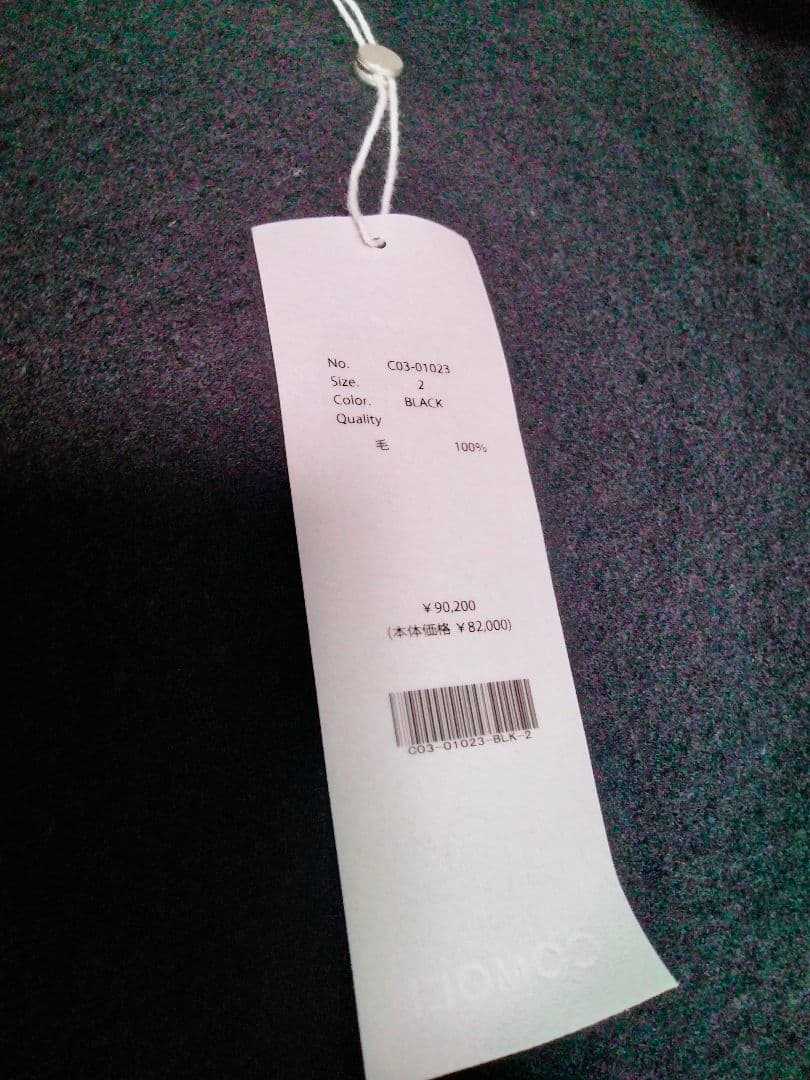 No. C03-01023
Size. 2
Color. BLACK
Quality
毛 100%
¥90,200
(本体価格 ¥82,000)
C03-01023-BLK-2
COMOLI